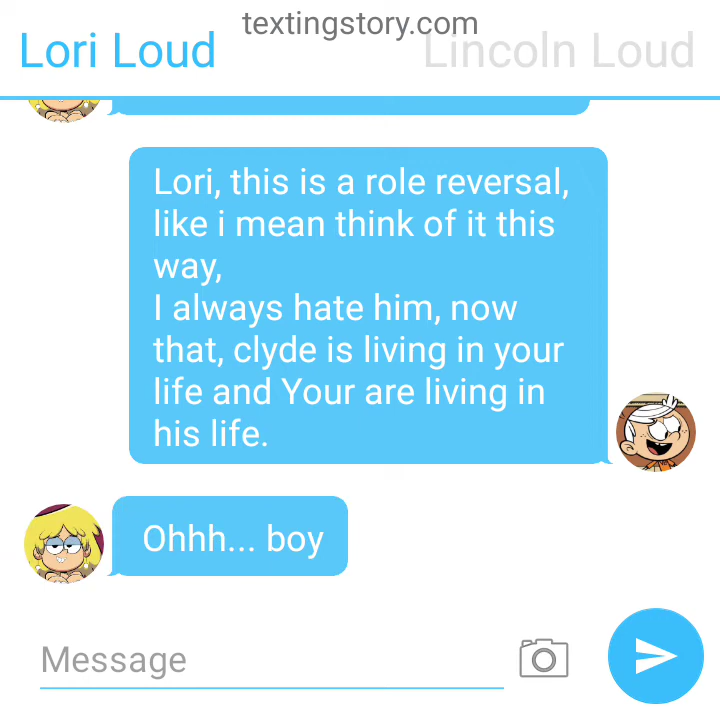 textingstory.com
Lori Loud
Lincoln Loud
Lori, this is a role reversal,
like i mean think of it this
way,
I always hate him, now
that, clyde is living in your
life and Your are living in
his life.
Ohhh... boy
Message